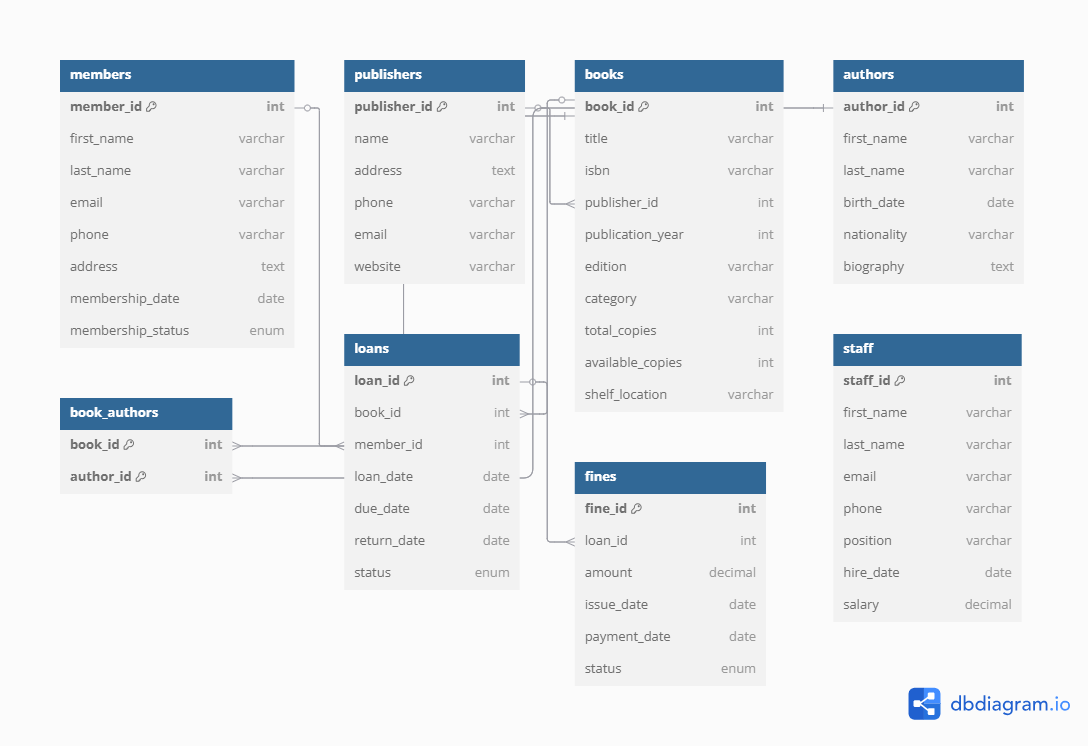 members
member_id int
first_name varchar
last_name varchar
email varchar
phone varchar
address text
membership_date date
membership_status enum
publishers
publisher_id int
name varchar
address text
phone varchar
email varchar
website varchar
books
book_id int
title varchar
isbn varchar
publisher_id int
publication_year int
edition varchar
category varchar
total_copies int
available_copies int
shelf_location varchar
authors
author_id int
first_name varchar
last_name varchar
birth_date date
nationality varchar
biography text
book_authors
book_id int
author_id int
loans
loan_id int
book_id int
member_id int
loan_date date
due_date date
return_date date
status enum
fines
fine_id int
loan_id int
amount decimal
issue_date date
payment_date date
status enum
staff
staff_id int
first_name varchar
last_name varchar
email varchar
phone varchar
position varchar
hire_date date
salary decimal
dbdiagram.io